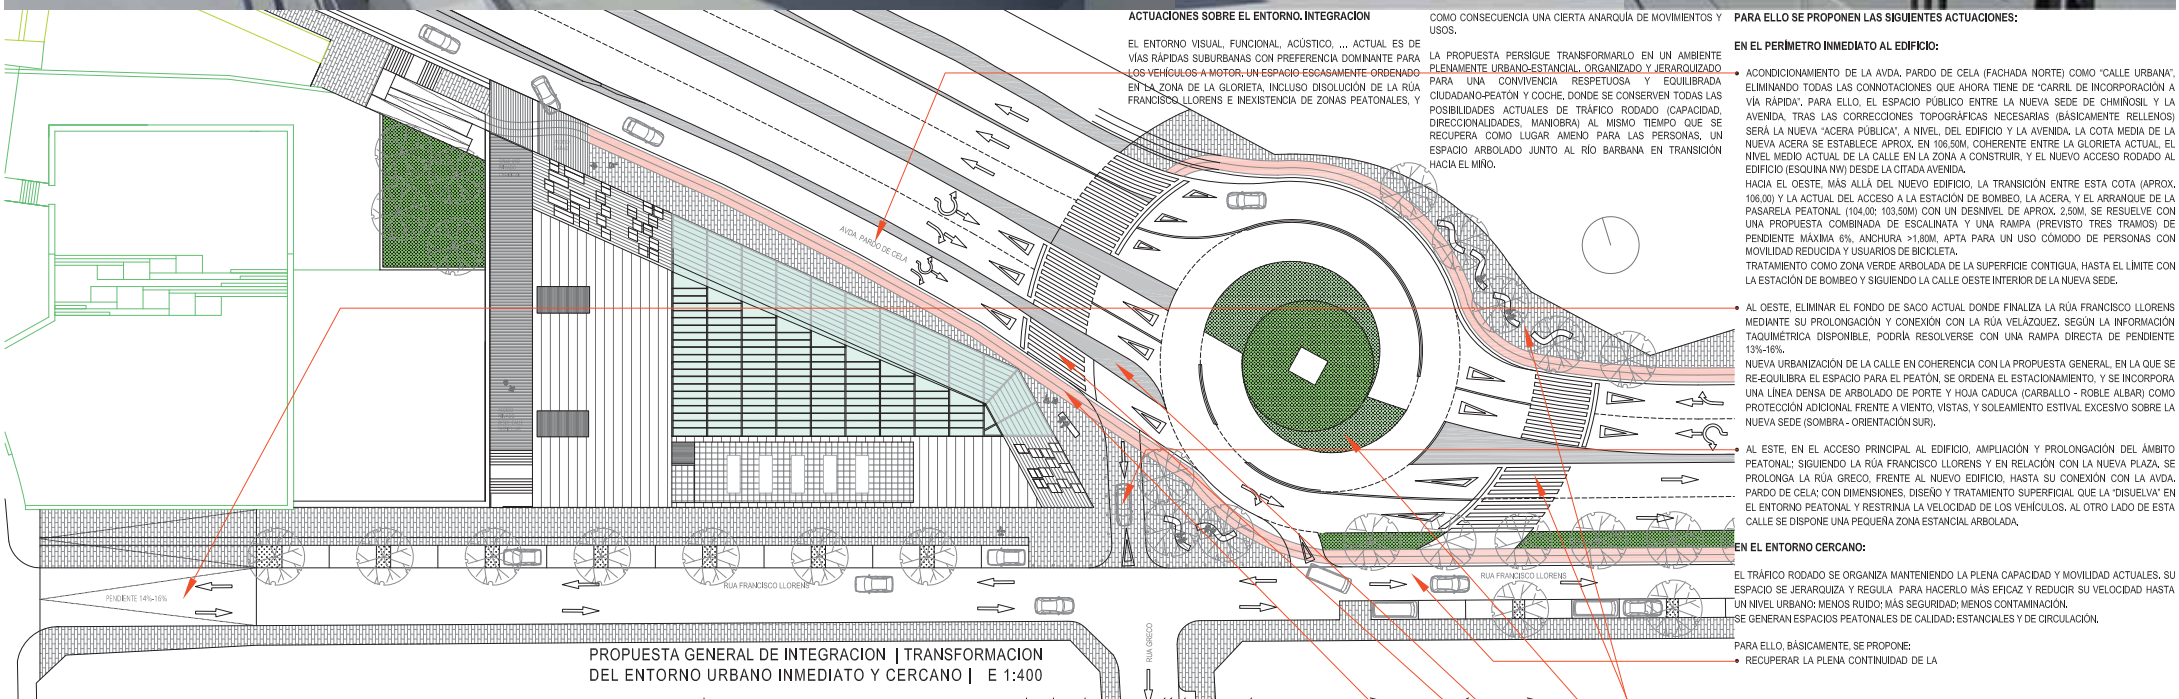 ACTUACIONES SOBRE EL ENTORNO. INTEGRACION
EL ENTORNO VISUAL, FUNCIONAL, ACÚSTICO, ... ACTUAL ES DE
VÍAS RÁPIDAS SUBURBANAS CON PREFERENCIA DOMINANTE PARA
LOS VEHÍCULOS A MOTOR. UN ESPACIO ESCASAMENTE ORDENADO
EN LA ZONA DE LA GLORIETA, INCLUSO DISOLUCIÓN DE LA RÚA
FRANCISCO LLORENS E INEXISTENCIA DE ZONAS PEATONALES, Y
COMO CONSECUENCIA UNA CIERTA ANARQUÍA DE MOVIMIENTOS Y
USOS.
LA PROPUESTA PERSIGUE TRANSFORMARLO EN UN AMBIENTE
PLENAMENTE URBANO-ESTANCIAL, ORGANIZADO Y JERARQUIZADO
PARA UNA CONVIVENCIA RESPETUOSA Y EQUILIBRADA
CIUDADANO-PEATÓN Y COCHE, DONDE SE CONSERVEN TODAS LAS
POSIBILIDADES ACTUALES DE TRÁFICO RODADO (CAPACIDAD,
DIRECCIONALIDADES, MANIOBRA) AL MISMO TIEMPO QUE SE
RECUPERA COMO LUGAR AMENO PARA LAS PERSONAS, UN
ESPACIO ARBOLADO JUNTO AL RÍO BARBANA EN TRANSICIÓN
HACIA EL MIÑO.
PARA ELLO SE PROPONEN LAS SIGUIENTES ACTUACIONES:
EN EL PERÍMETRO INMEDIATO AL EDIFICIO:
• ACONDICIONAMIENTO DE LA AVDA. PARDO DE CELA (FACHADA NORTE) COMO "CALLE URBANA",
ELIMINANDO TODAS LAS CONNOTACIONES QUE AHORA TIENE DE "CARRIL DE INCORPORACIÓN A
VÍA RÁPIDA". PARA ELLO, EL ESPACIO PÚBLICO ENTRE LA NUEVA SEDE DE CHMIÑOSIL Y LA
AVENIDA, TRAS LAS CORRECCIONES TOPOGRÁFICAS NECESARIAS (BÁSICAMENTE RELLENOS)
SERÁ LA NUEVA "ACERA PÚBLICA", A NIVEL, DEL EDIFICIO Y LA AVENIDA. LA COTA MEDIA DE LA
NUEVA ACERA SE ESTABLECE APROX. EN 106,50M, COHERENTE ENTRE LA GLORIETA ACTUAL, EL
NIVEL MEDIO ACTUAL DE LA CALLE EN LA ZONA A CONSTRUIR, Y EL NUEVO ACCESO RODADO AL
EDIFICIO (ESQUINA NW) DESDE LA CITADA AVENIDA.
HACIA EL OESTE, MÁS ALLÁ DEL NUEVO EDIFICIO, LA TRANSICIÓN ENTRE ESTA COTA (APROX.
106,00) Y LA ACTUAL DEL ACCESO A LA ESTACIÓN DE BOMBEO, LA ACERA, Y EL ARRANQUE DE LA
PASARELA PEATONAL (104,00; 103,50M) CON UN DESNIVEL DE APROX. 2,50M, SE RESUELVE CON
UNA PROPUESTA COMBINADA DE ESCALINATA Y UNA RAMPA (PREVISTO TRES TRAMOS) DE
PENDIENTE MÁXIMA 6%, ANCHURA >1,80M, APTA PARA UN USO CÓMODO DE PERSONAS CON
MOVILIDAD REDUCIDA Y USUARIOS DE BICICLETA.
TRATAMIENTO COMO ZONA VERDE ARBOLADA DE LA SUPERFICIE CONTIGUA, HASTA EL LÍMITE CON
LA ESTACIÓN DE BOMBEO Y SIGUIENDO LA CALLE OESTE INTERIOR DE LA NUEVA SEDE.
• AL OESTE, ELIMINAR EL FONDO DE SACO ACTUAL DONDE FINALIZA LA RÚA FRANCISCO LLORENS
MEDIANTE SU PROLONGACIÓN Y CONEXIÓN CON LA RÚA VELÁZQUEZ. SEGÚN LA INFORMACIÓN
TAQUIMÉTRICA DISPONIBLE, PODRÍA RESOLVERSE CON UNA RAMPA DIRECTA DE PENDIENTE
13%-16%.
NUEVA URBANIZACIÓN DE LA CALLE EN COHERENCIA CON LA PROPUESTA GENERAL, EN LA QUE SE
RE-EQUILIBRA EL ESPACIO PARA EL PEATÓN, SE ORDENA EL ESTACIONAMIENTO, Y SE INCORPORA
UNA LÍNEA DENSA DE ARBOLADO DE PORTE Y HOJA CADUCA (CARBALLO - ROBLE ALBAR) COMO
PROTECCIÓN ADICIONAL FRENTE A VIENTO, VISTAS, Y SOLEAMIENTO ESTIVAL EXCESIVO SOBRE LA
NUEVA SEDE (SOMBRA - ORIENTACIÓN SUR).
• AL ESTE, EN EL ACCESO PRINCIPAL AL EDIFICIO, AMPLIACIÓN Y PROLONGACIÓN DEL ÁMBITO
PEATONAL; SIGUIENDO LA RÚA FRANCISCO LLORENS Y EN RELACIÓN CON LA NUEVA PLAZA, SE
PROLONGA LA RÚA GRECO, FRENTE AL NUEVO EDIFICIO, HASTA SU CONEXIÓN CON LA AVDA.
PARDO DE CELA; CON DIMENSIONES, DISEÑO Y TRATAMIENTO SUPERFICIAL QUE LA "DISUELVA" EN
EL ENTORNO PEATONAL Y RESTRINJA LA VELOCIDAD DE LOS VEHÍCULOS. AL OTRO LADO DE ESTA
CALLE SE DISPONE UNA PEQUEÑA ZONA ESTANCIAL ARBOLADA.
EN EL ENTORNO CERCANO:
EL TRÁFICO RODADO SE ORGANIZA MANTENIENDO LA PLENA CAPACIDAD Y MOVILIDAD ACTUALES. SU
ESPACIO SE JERARQUIZA Y REGULA PARA HACERLO MÁS EFICAZ Y REDUCIR SU VELOCIDAD HASTA
UN NIVEL URBANO: MENOS RUIDO; MÁS SEGURIDAD; MENOS CONTAMINACIÓN.
SE GENERAN ESPACIOS PEATONALES DE CALIDAD: ESTANCIALES Y DE CIRCULACIÓN.
PARA ELLO, BÁSICAMENTE, SE PROPONE:
• RECUPERAR LA PLENA CONTINUIDAD DE LA
AVDA. PARDO DE CELA
PENDIENTE 14%-16%
RUA FRANCISCO LLORENS
RUA FRANCISCO LLORENS
RUA GRECO
PROPUESTA GENERAL DE INTEGRACION | TRANSFORMACION
DEL ENTORNO URBANO INMEDIATO Y CERCANO | E 1:400